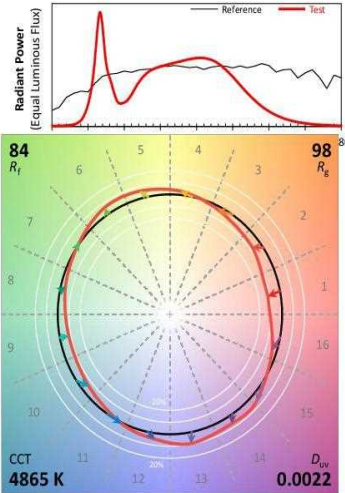 Radiant Power
(Equal Luminous Flux)
Reference
Test
8
84
Rf
98
Rg
5
4
6
3
7
2
8
1
9
16
10
15
11
14
12
13
20%
20%
CCT
4865 K
Duv
0.0022